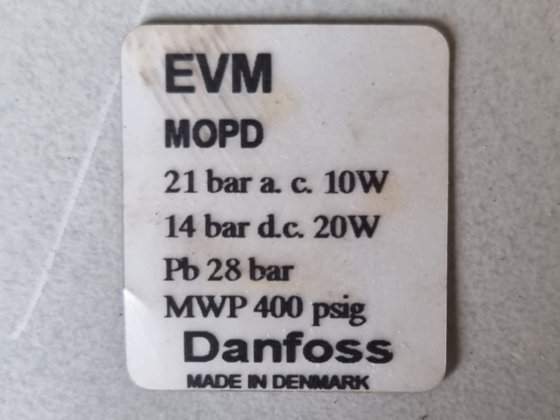 EVM
MOPD
21 bar a. c. 10W
14 bar d.c. 20W
Pb 28 bar
MWP 400 psig
Danfoss
MADE IN DENMARK